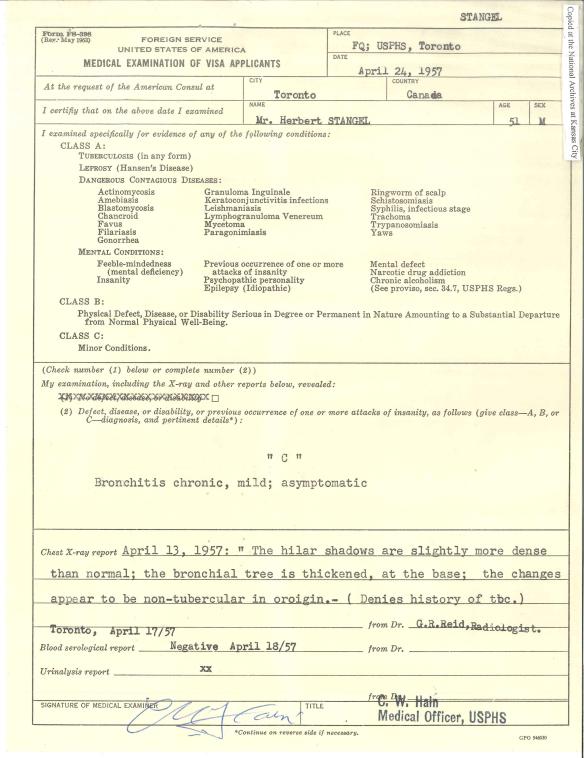 STANGEL
Copied at the National Archives at Kansas City
Form FS-398
(Rev. May 1952)
FOREIGN SERVICE
UNITED STATES OF AMERICA
MEDICAL EXAMINATION OF VISA APPLICANTS
PLACE
FQ; USPHS, Toronto
DATE
April 24, 1957
At the request of the American Consul at
CITY
Toronto
COUNTRY
Canada
I certify that on the above date I examined
NAME
Mr. Herbert STANGEL
AGE
51
SEX
M
I examined specifically for evidence of any of the following conditions:
CLASS A:
TUBERCULOSIS (in any form)
LEPROSY (Hansen's Disease)
DANGEROUS CONTAGIOUS DISEASES:
Actinomycosis Granuloma Inguinale Ringworm of scalp
Amebiasis Keratoconjunctivitis infections Schistosomiasis
Blastomycosis Leishmaniasis Syphilis, infectious stage
Chancroid Lymphogranuloma Venereum Trachoma
Favus Mycetoma Trypanosomiasis
Filariasis Paragonimiasis Yaws
Gonorrhea
MENTAL CONDITIONS:
Feeble-mindedness Previous occurrence of one or more Mental defect
(mental deficiency) attacks of insanity Narcotic drug addiction
Insanity Psychopathic personality Chronic alcoholism
Epilepsy (Idiopathic) (See proviso, sec. 34.7, USPHS Regs.)
CLASS B:
Physical Defect, Disease, or Disability Serious in Degree or Permanent in Nature Amounting to a Substantial Departure
from Normal Physical Well-Being.
CLASS C:
Minor Conditions.
(Check number (1) below or complete number (2))
My examination, including the X-ray and other reports below, revealed:
(2) Defect, disease, or disability, or previous occurrence of one or more attacks of insanity, as follows (give class—A, B, or
C—diagnosis, and pertinent details*):
" C "
Bronchitis chronic, mild; asymptomatic
Chest X-ray report April 13, 1957: " The hilar shadows are slightly more dense
than normal; the bronchial tree is thickened, at the base; the changes
appear to be non-tubercular in oroigin.- ( Denies history of tbc.)
Toronto, April 17/57 from Dr. G.R.Reid,Radiologist.
Blood serological report Negative April 18/57 from Dr.
Urinalysis report xx
from Dr.
SIGNATURE OF MEDICAL EXAMINER
TITLE
C. W. Hain
Medical Officer, USPHS
*Continue on reverse side if necessary.